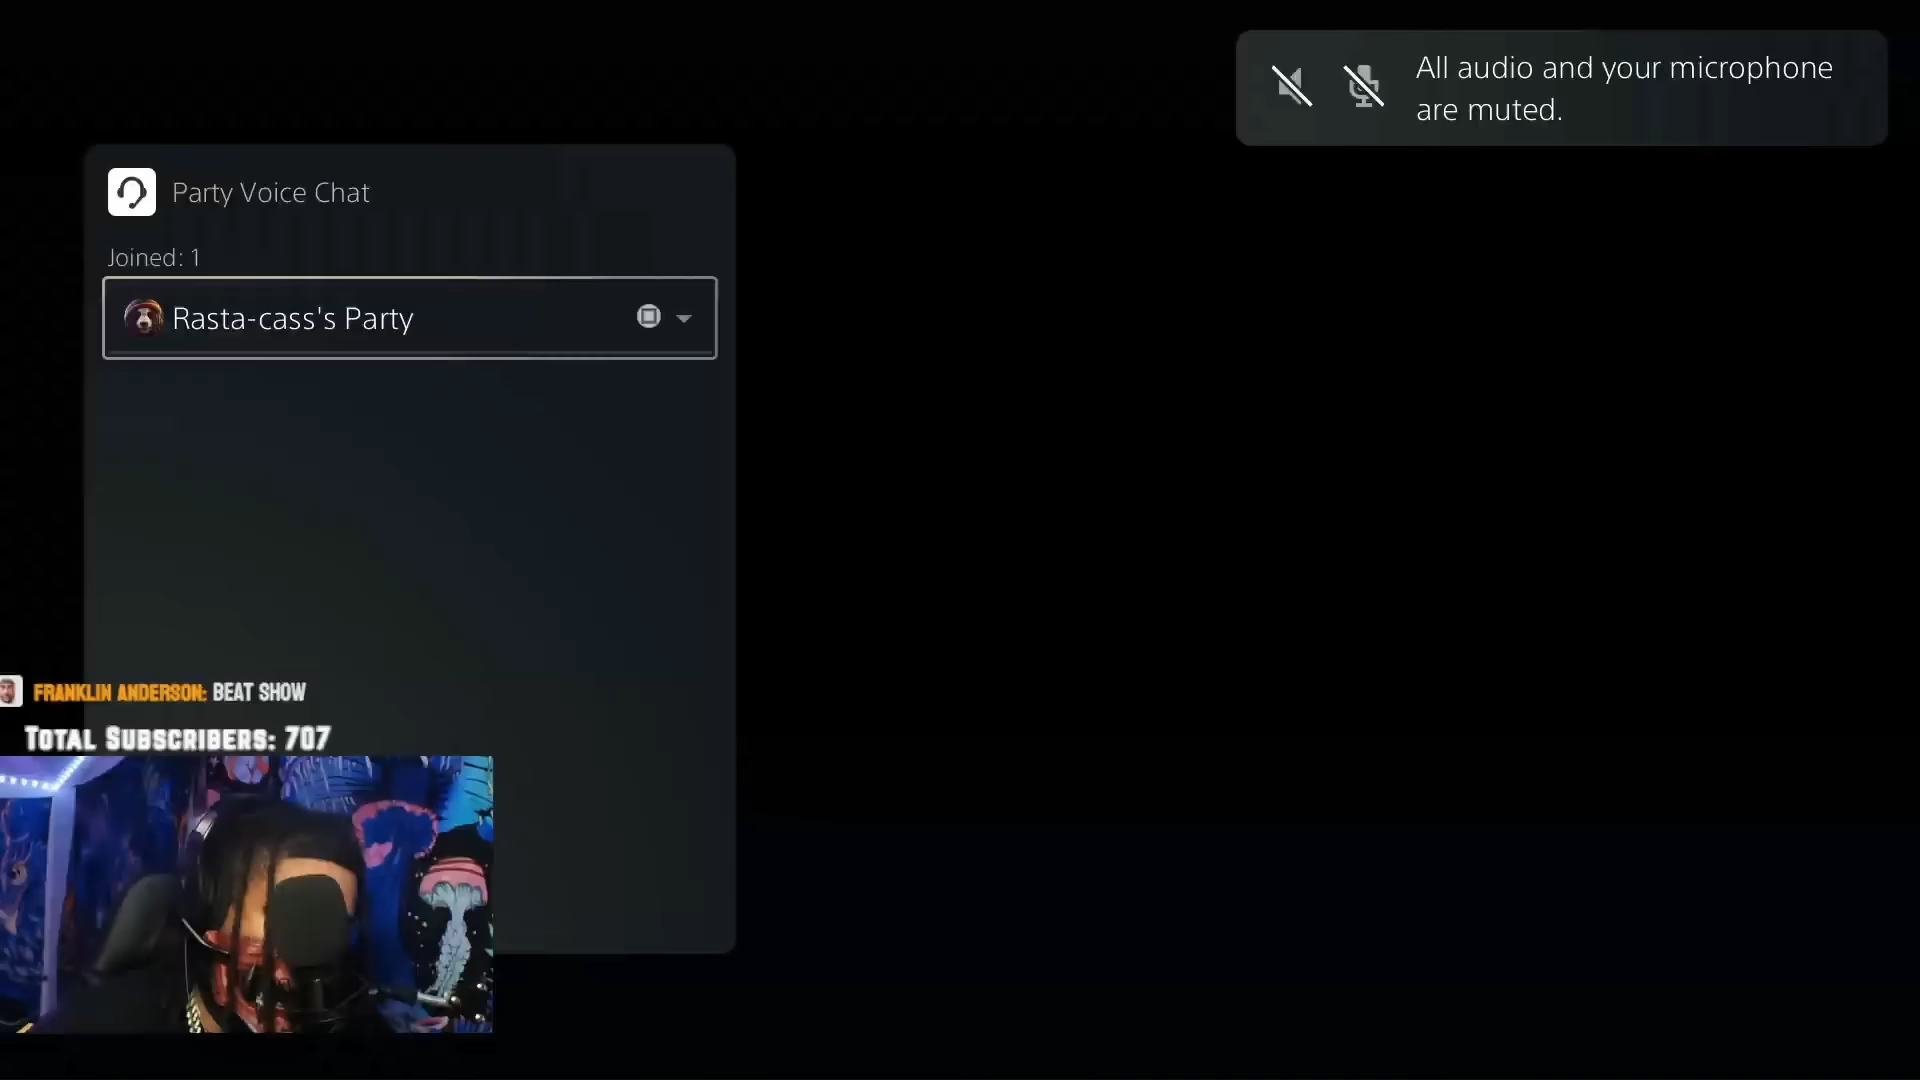 All audio and your microphone
are muted.
Party Voice Chat
Joined: 1
Rasta-cass's Party
FRANKLIN ANDERSON: BEAT SHOW
TOTAL SUBSCRIBERS: 707